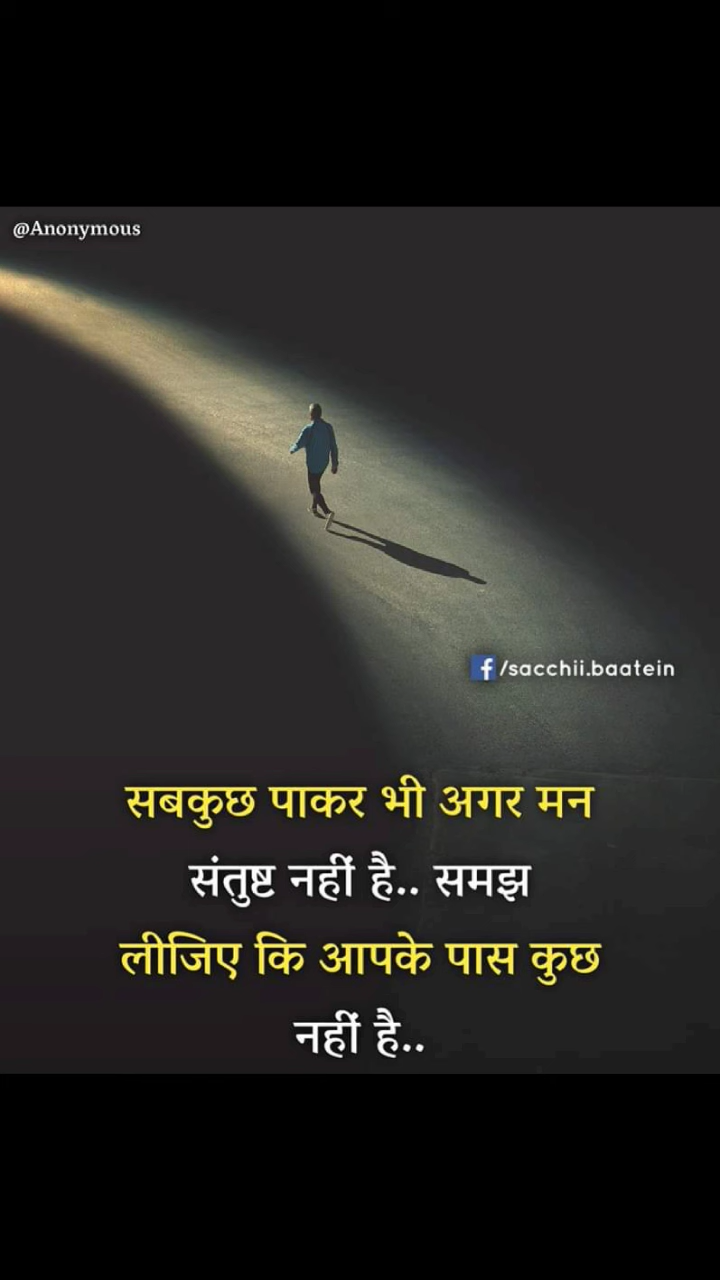 @Anonymous
/sacchii.baatein
सबकुछ पाकर भी अगर मन
संतुष्ट नहीं है.. समझ
लीजिए कि आपके पास कुछ
नहीं है..